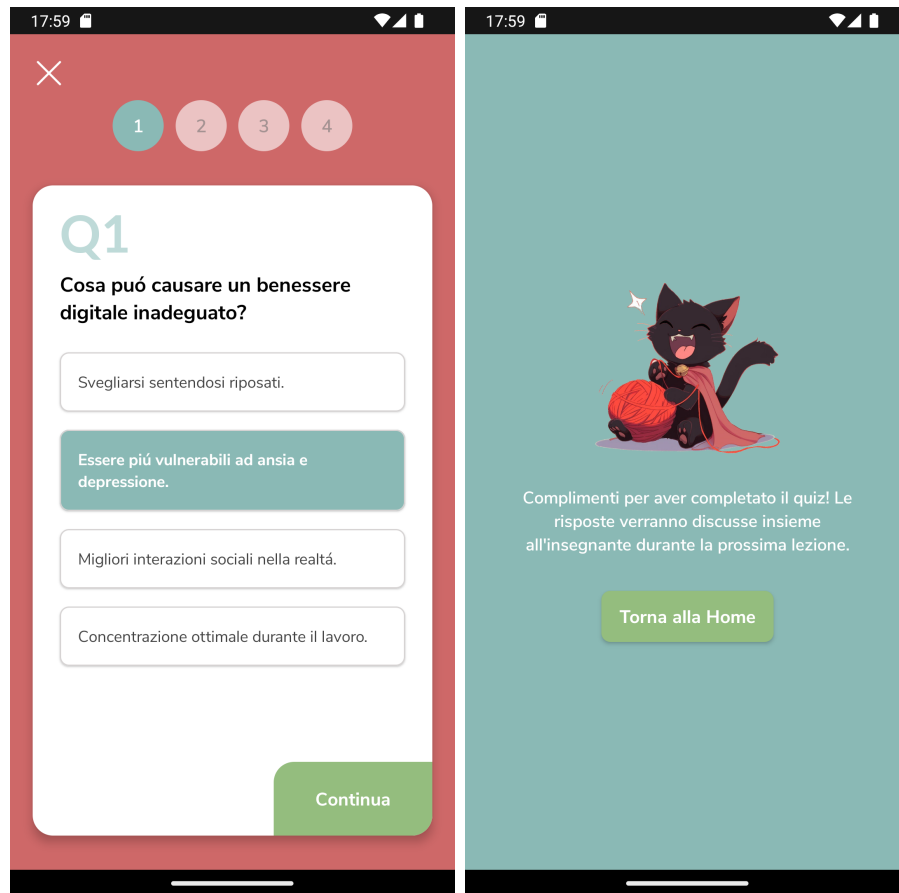 17:59
1 2 3 4
Q1
Cosa puó causare un benessere
digitale inadeguato?
Svegliarsi sentendosi riposati.
Essere piú vulnerabili ad ansia e
depressione.
Migliori interazioni sociali nella realtá.
Concentrazione ottimale durante il lavoro.
Continua
17:59
Complimenti per aver completato il quiz! Le
risposte verranno discusse insieme
all'insegnante durante la prossima lezione.
Torna alla Home